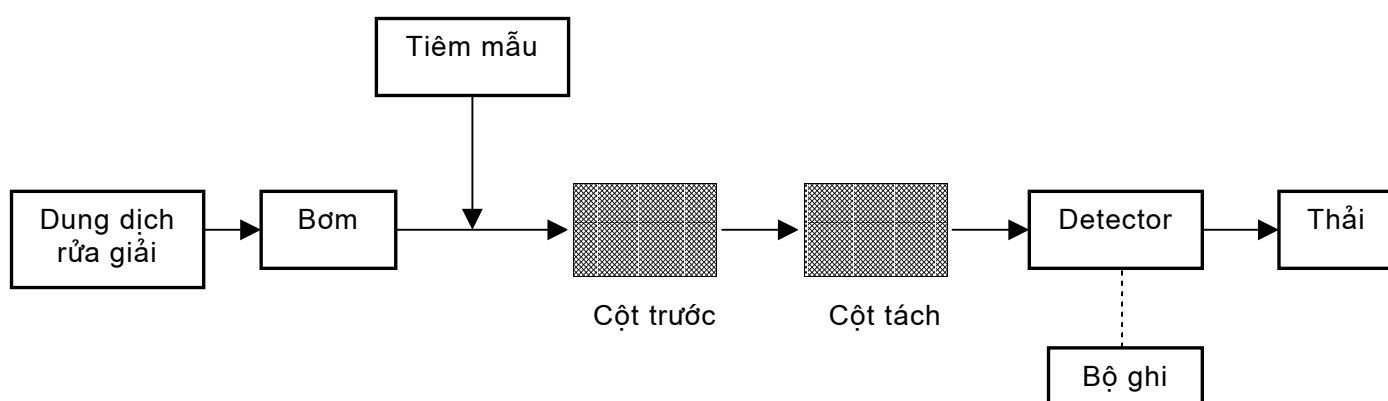 Tiêm mẫu
Dung dịch
rửa giải
Bơm
Detector
Thải
Cột trước
Cột tách
Bộ ghi